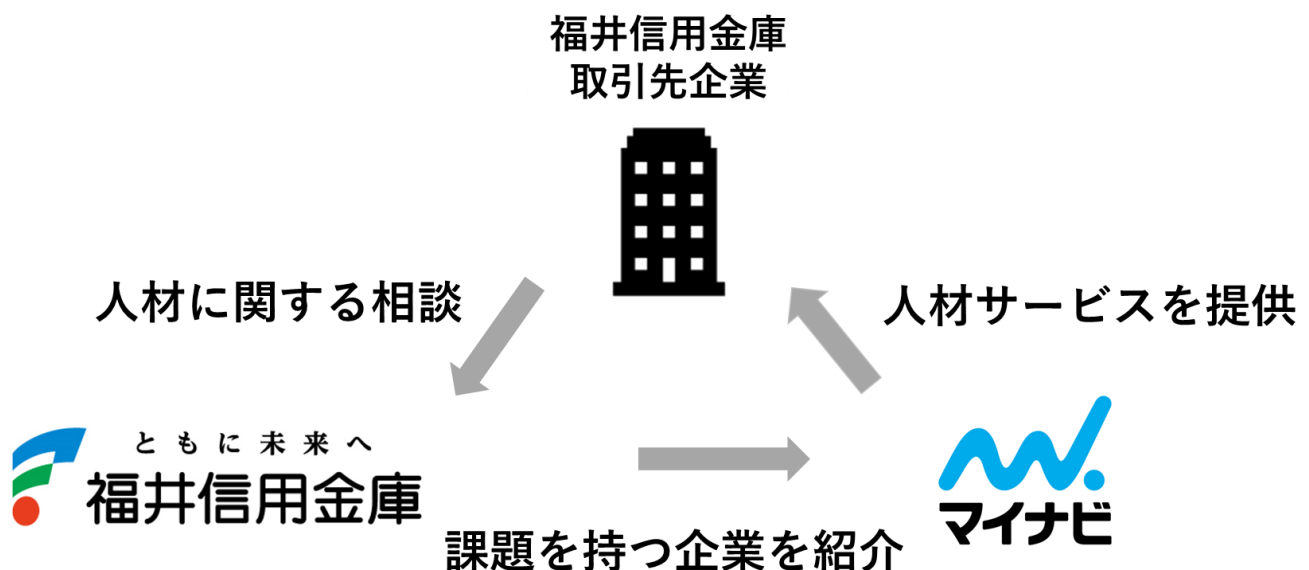 福井信用金庫
取引先企業
人材に関する相談
人材サービスを提供
ともに未来へ
福井信用金庫
マイナビ
課題を持つ企業を紹介